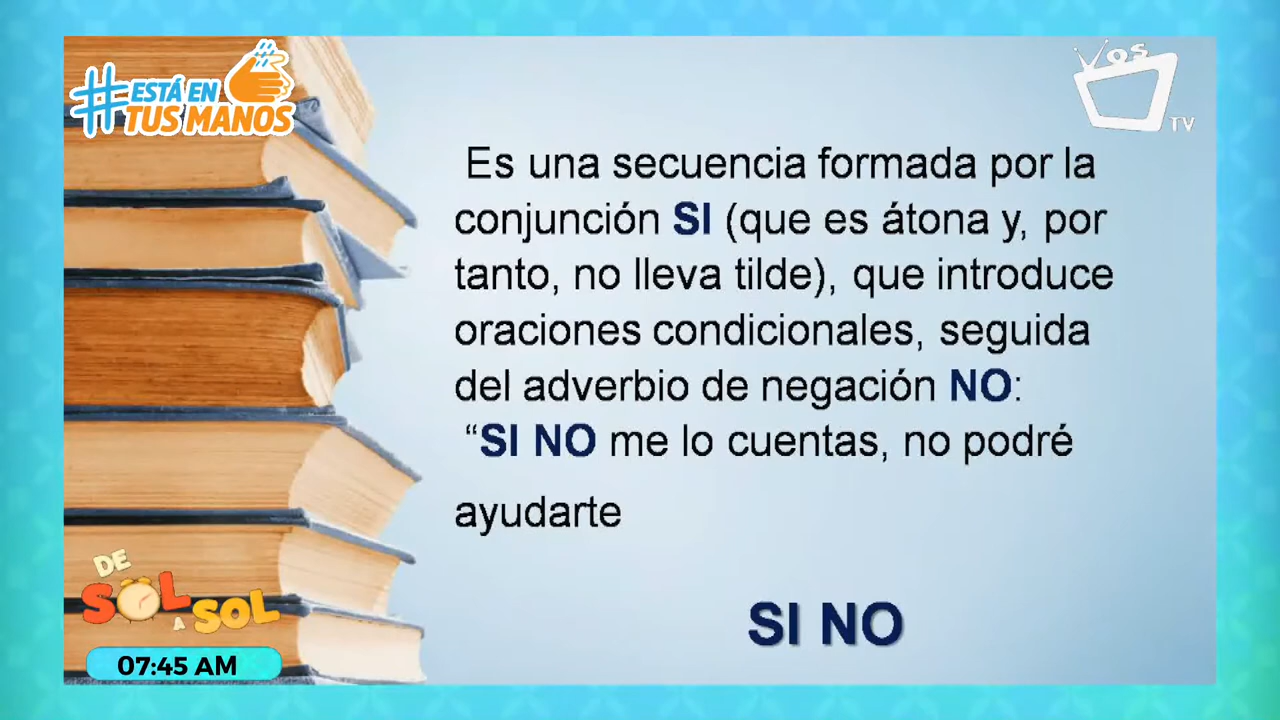 #ESTÁ EN
TUS MANOS
VOS
TV
Es una secuencia formada por la
conjunción SI (que es átona y, por
tanto, no lleva tilde), que introduce
oraciones condicionales, seguida
del adverbio de negación NO:
“SI NO me lo cuentas, no podré
ayudarte
SI NO
DE
SOL
A SOL
07:45 AM